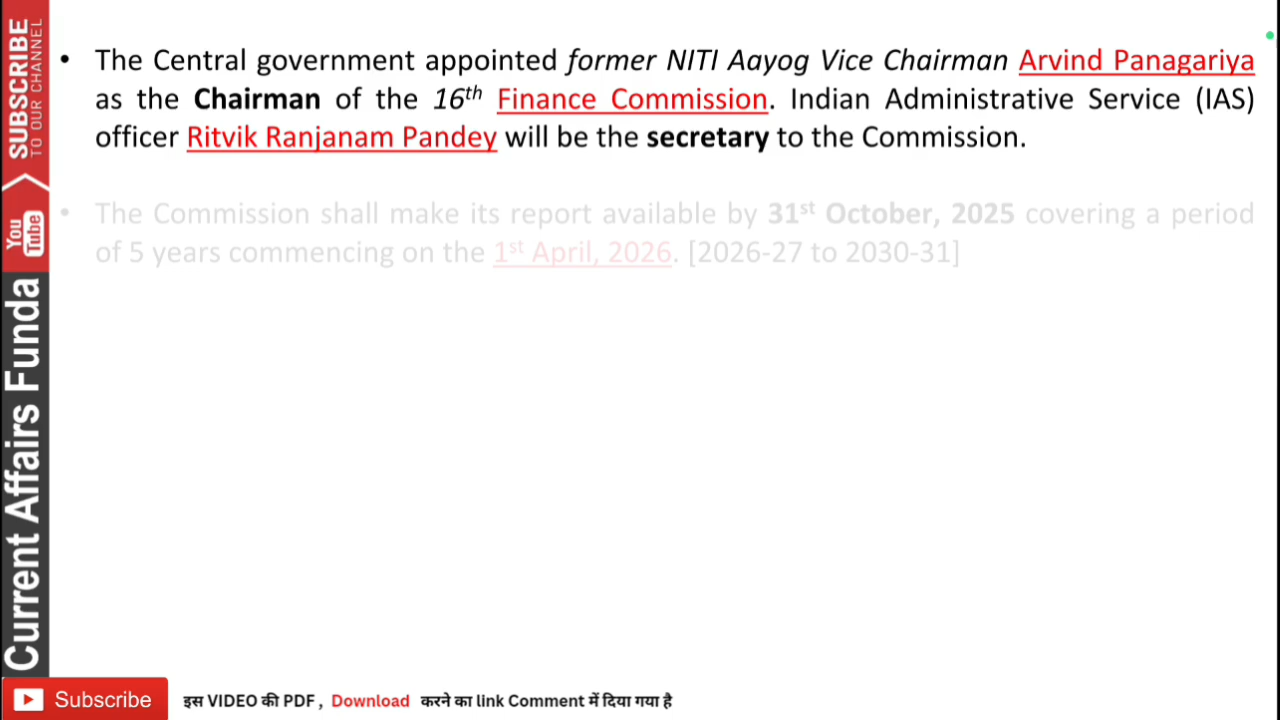 SUBSCRIBE
TO OUR CHANNEL
You
Tube
Current Affairs Funda
• The Central government appointed former NITI Aayog Vice Chairman Arvind Panagariya
as the Chairman of the 16th Finance Commission. Indian Administrative Service (IAS)
officer Ritvik Ranjanam Pandey will be the secretary to the Commission.
• The Commission shall make its report available by 31st October, 2025 covering a period
of 5 years commencing on the 1st April, 2026. [2026-27 to 2030-31]
Subscribe
इस VIDEO की PDF , Download करने का link Comment में दिया गया है